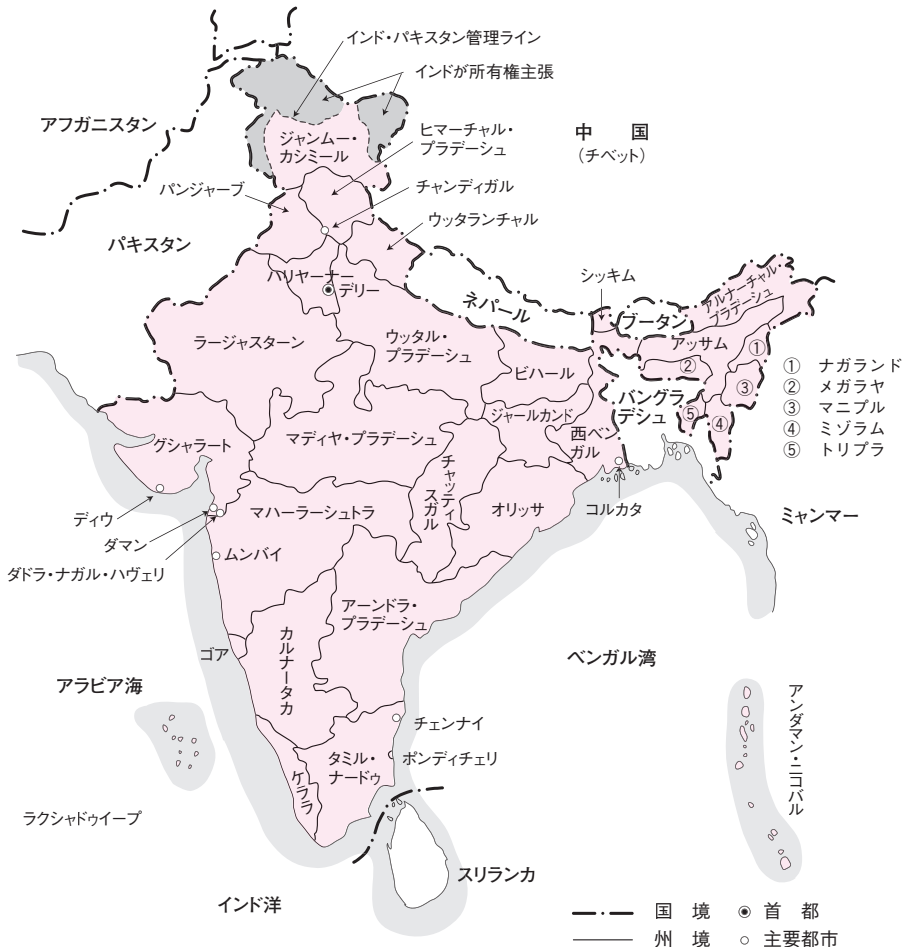 インド・パキスタン管理ライン
インドが所有権主張
アフガニスタン
ヒマーチャル・
プラデーシュ
中　国
（チベット）
ジャンムー・
カシミール
パンジャーブ
チャンディガル
ウッタランチャル
パキスタン
ハリヤーナー
デリー
シッキム
ネパール
ブータン
アルナーチャル・
プラデーシュ
ラージャスターン
ウッタル・
プラデーシュ
アッサム
①
②
③
④
⑤
ビハール
バングラ
デシュ
① ナガランド
② メガラヤ
③ マニプル
④ ミゾラム
⑤ トリプラ
ジャールカンド
グジャラート
マディヤ・プラデーシュ
西ベン
ガル
チャッティ
スガル
オリッサ
ディウ
マハーラーシュトラ
コルカタ
ミャンマー
ダマン
ムンバイ
ダドラ・ナガル・ハヴェリ
アーンドラ・
プラデーシュ
カルナータカ
ゴア
ベンガル湾
アラビア海
アンダマン・ニコバル
チェンナイ
タミル・
ナードゥ
ポンディチェリ
ケララ
ラクシャドゥイープ
スリランカ
インド洋
国　境　首　都
州　境　主要都市